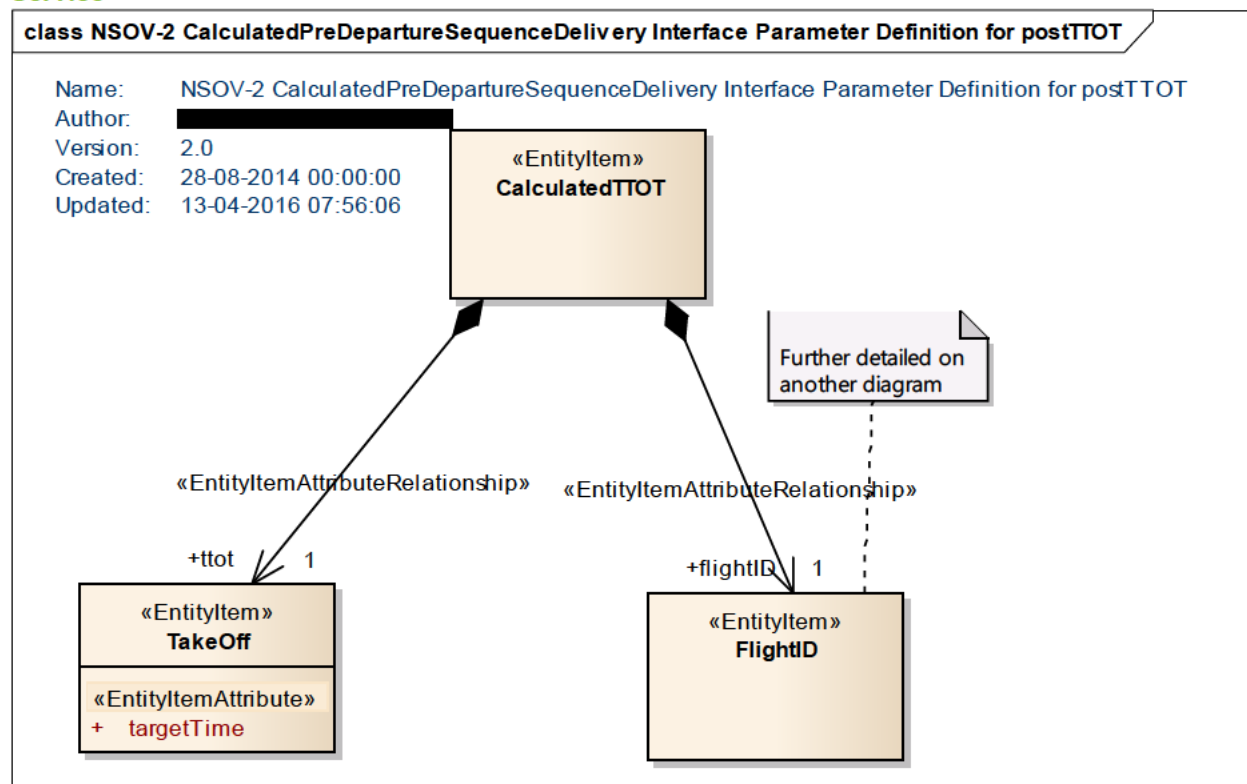 class NSOV-2 CalculatedPreDepartureSequenceDelivery Interface Parameter Definition for postTTOT
Name: NSOV-2 CalculatedPreDepartureSequenceDelivery Interface Parameter Definition for postTTOT
Author:
Version: 2.0
Created: 28-08-2014 00:00:00
Updated: 13-04-2016 07:56:06
«EntityItem»
CalculatedTTOT
Further detailed on
another diagram
«EntityItemAttributeRelationship»
«EntityItemAttributeRelationship»
+ttot 1
+flightID 1
«EntityItem»
TakeOff
«EntityItemAttribute»
+ targetTime
«EntityItem»
FlightID